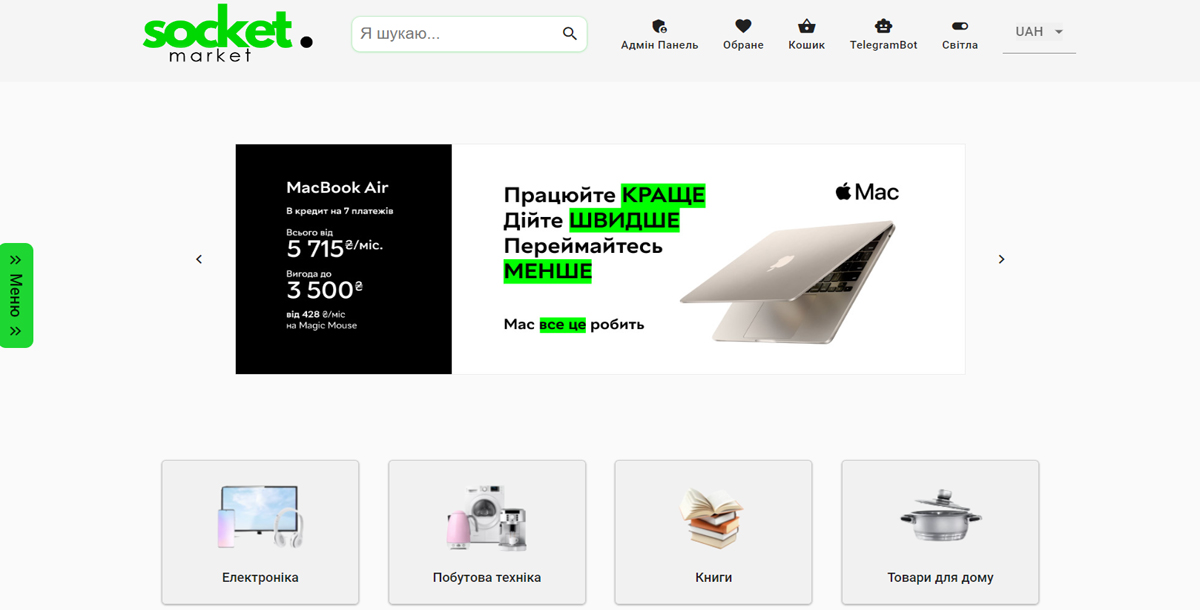 socket.
market
Я шукаю...
Адмін Панель
Обране
Кошик
TelegramBot
Світла
UAH
MacBook Air
В кредит на 7 платежів
Всього від
5 715₴/міс.
Вигода до
3 500₴
від 428 ₴/міс
на Magic Mouse
Працюйте КРАЩЕ
Дійте ШВИДШЕ
Переймайтесь
МЕНШЕ
Mac все це робить
Mac
Меню
Електроніка
Побутова техніка
Книги
Товари для дому